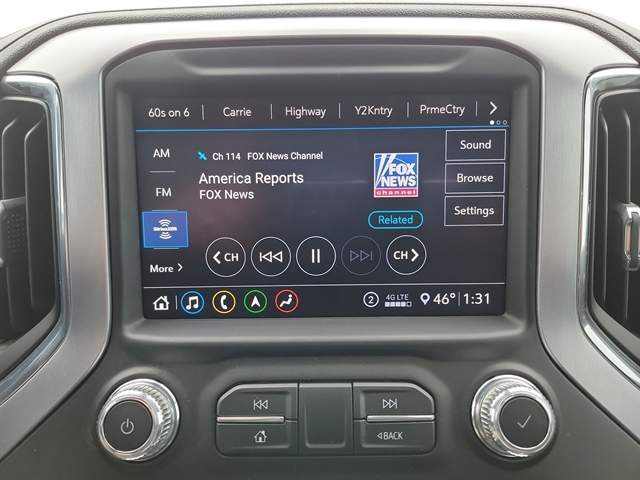 60s on 6 Carrie Highway Y2Kntry PrmeCtry
AM
Ch 114 FOX News Channel
Sound
America Reports
FOX News
FOX
NEWS
channel
FM
Browse
SiriusXM
Related
Settings
More
CH
CH
2 4G LTE 46° 1:31
BACK